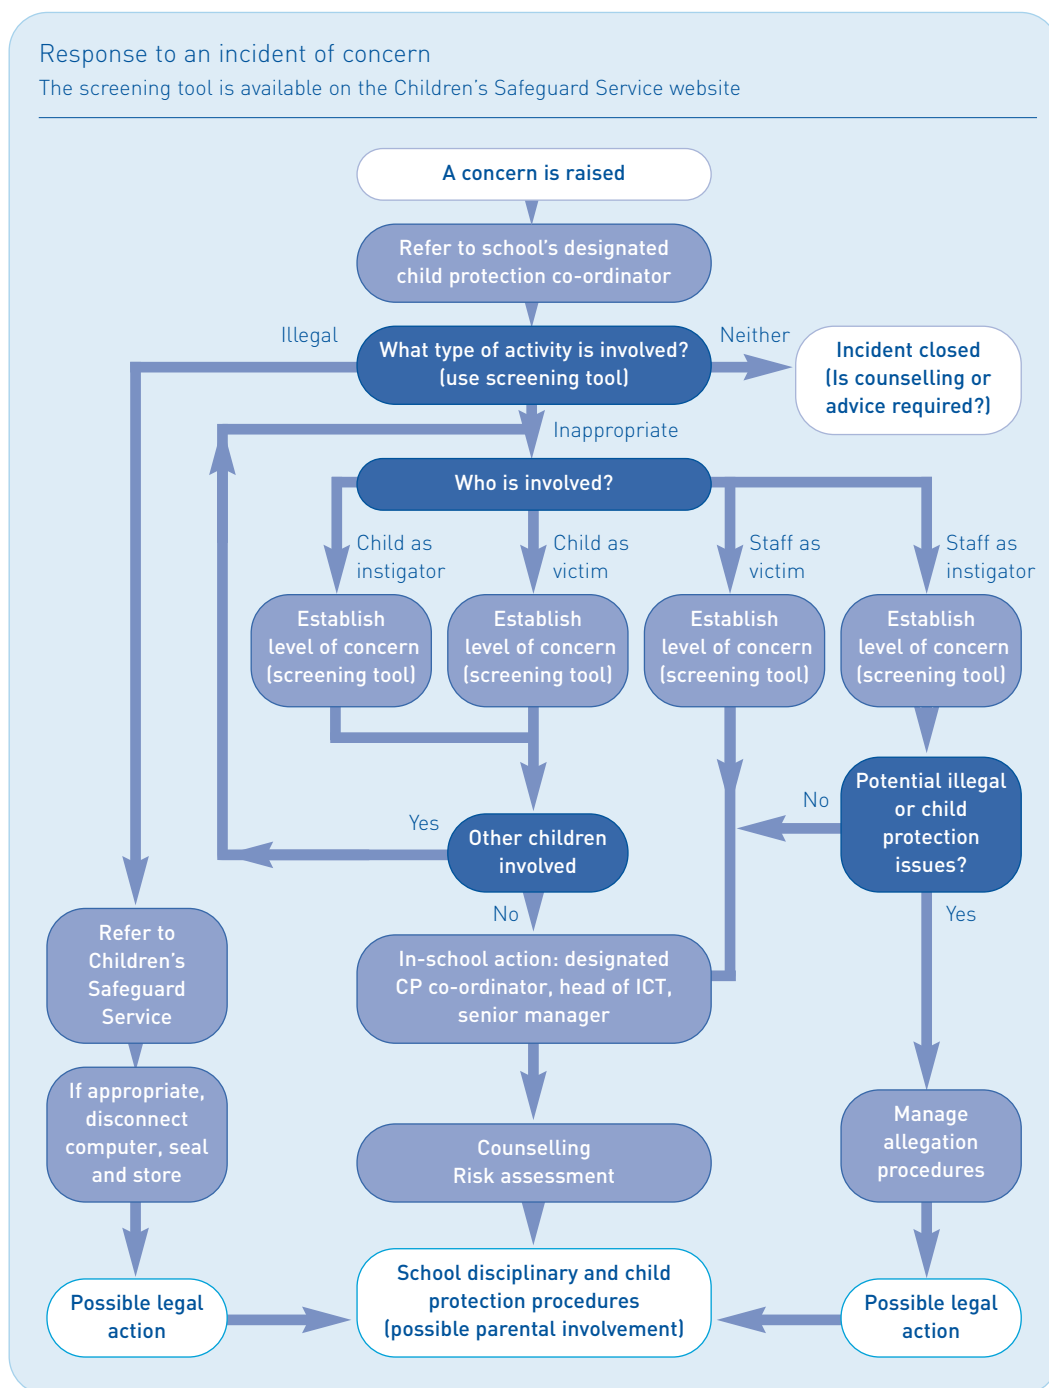 Response to an incident of concern
The screening tool is available on the Children’s Safeguard Service website
A concern is raised
Refer to school’s designated
child protection co-ordinator
Illegal
What type of activity is involved?
(use screening tool)
Neither
Incident closed
(Is counselling or
advice required?)
Inappropriate
Who is involved?
Child as
instigator
Child as
victim
Staff as
victim
Staff as
instigator
Establish
level of concern
(screening tool)
Establish
level of concern
(screening tool)
Establish
level of concern
(screening tool)
Establish
level of concern
(screening tool)
Potential illegal
or child
protection
issues?
No
Yes
Other children
involved
Yes
No
Refer to
Children’s
Safeguard
Service
In-school action: designated
CP co-ordinator, head of ICT,
senior manager
If appropriate,
disconnect
computer, seal
and store
Counselling
Risk assessment
Manage
allegation
procedures
Possible legal
action
School disciplinary and child
protection procedures
(possible parental involvement)
Possible legal
action